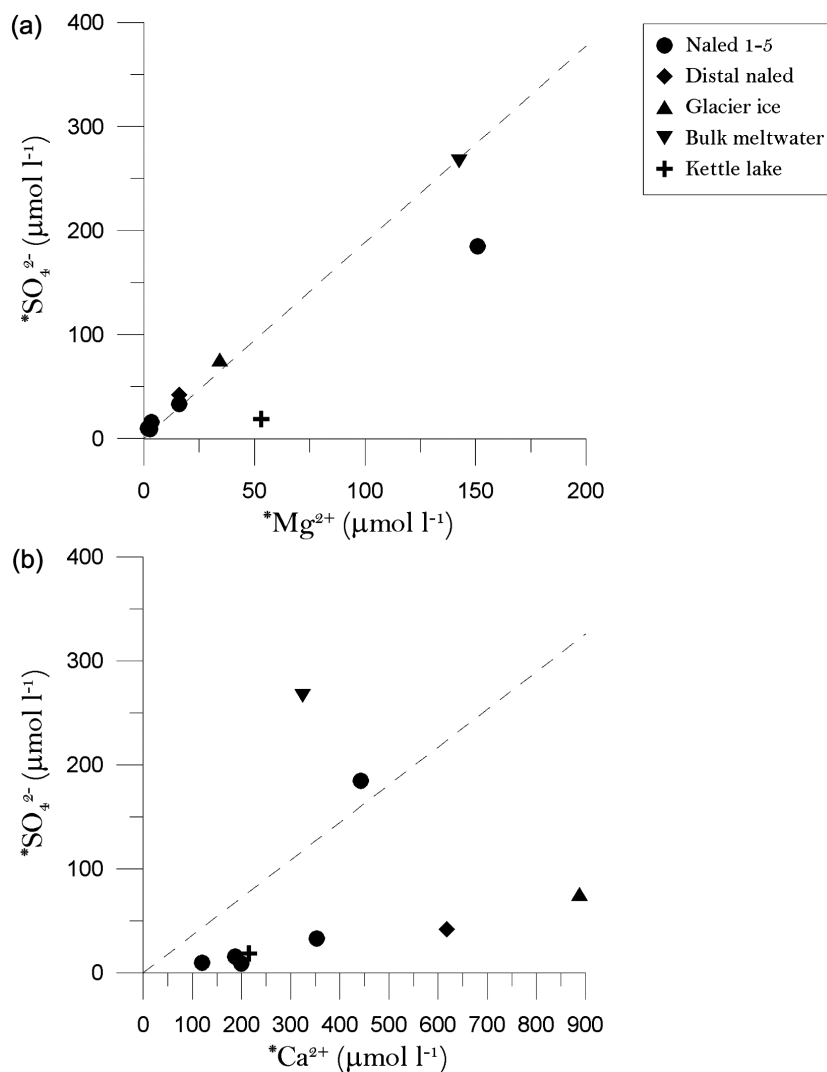 (a)
400
300
200
100
0
*SO₄²⁻ (µmol l⁻¹)
0 50 100 150 200
*Mg²⁺ (µmol l⁻¹)
Naled 1-5
Distal naled
Glacier ice
Bulk meltwater
Kettle lake
(b)
400
300
200
100
0
*SO₄²⁻ (µmol l⁻¹)
0 100 200 300 400 500 600 700 800 900
*Ca²⁺ (µmol l⁻¹)